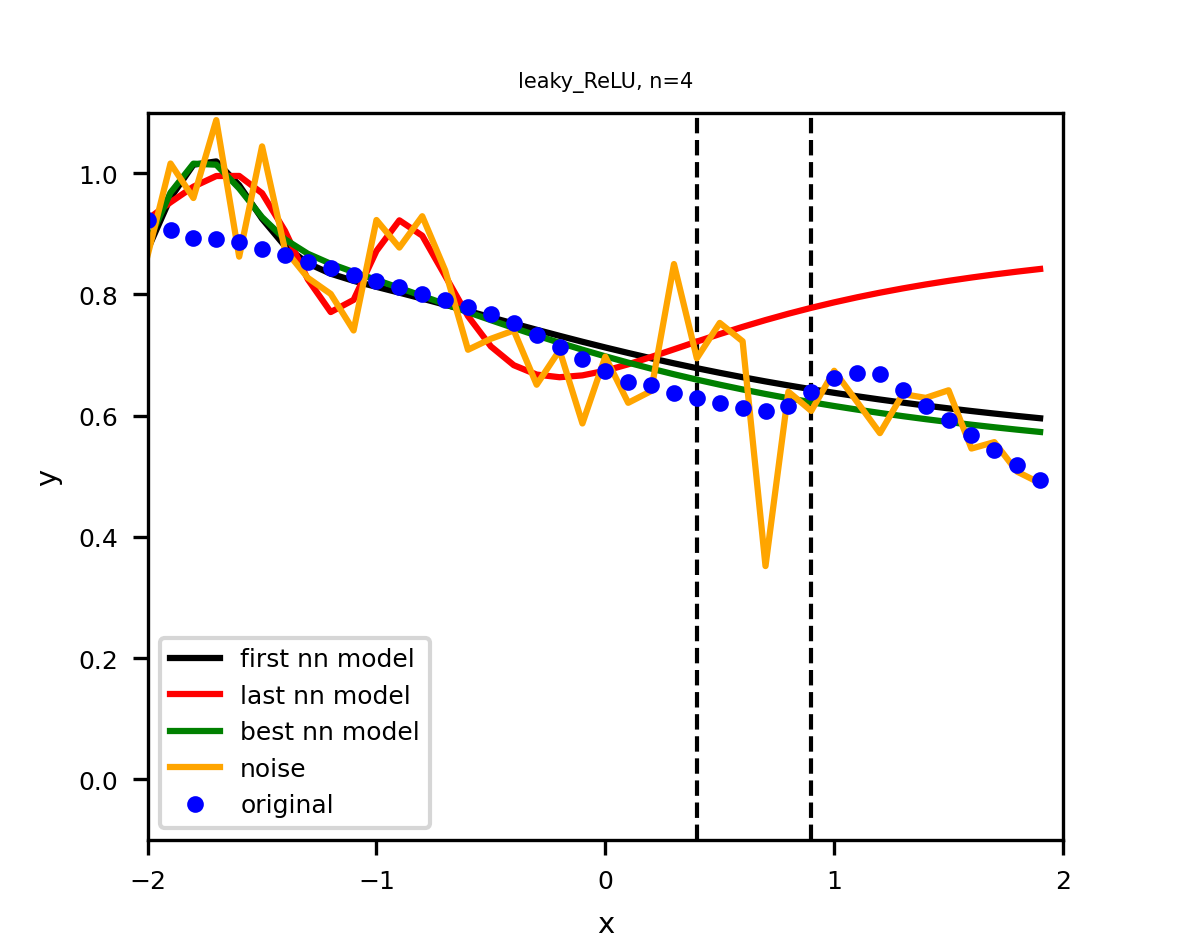 leaky_ReLU, n=4
1.0
0.8
0.6
0.4
0.2
0.0
y
first nn model
last nn model
best nn model
noise
original
−2
−1
0
1
2
x